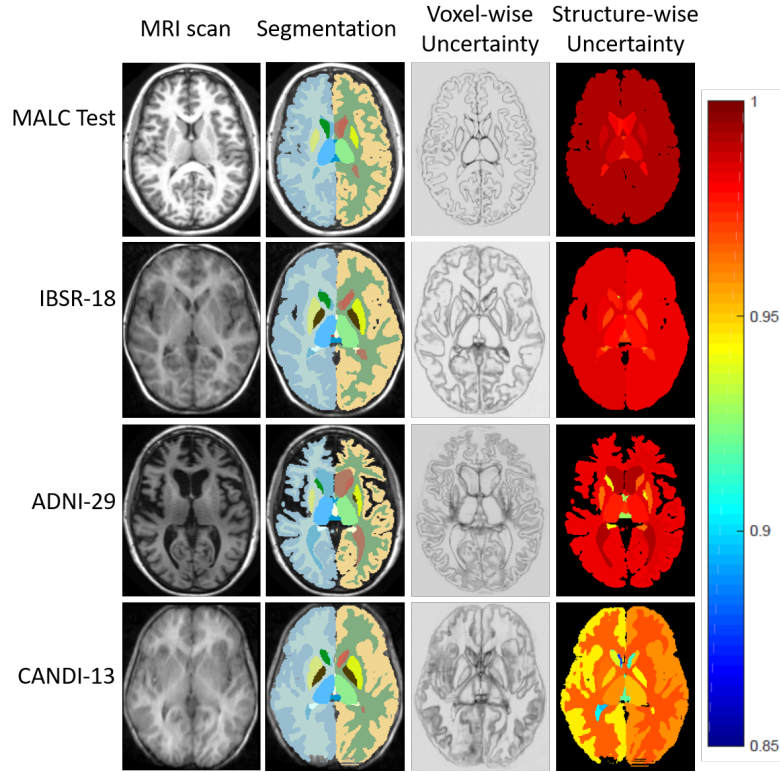 MRI scan
Segmentation
Voxel-wise
Uncertainty
Structure-wise
Uncertainty
MALC Test
IBSR-18
ADNI-29
CANDI-13
1
0.95
0.9
0.85